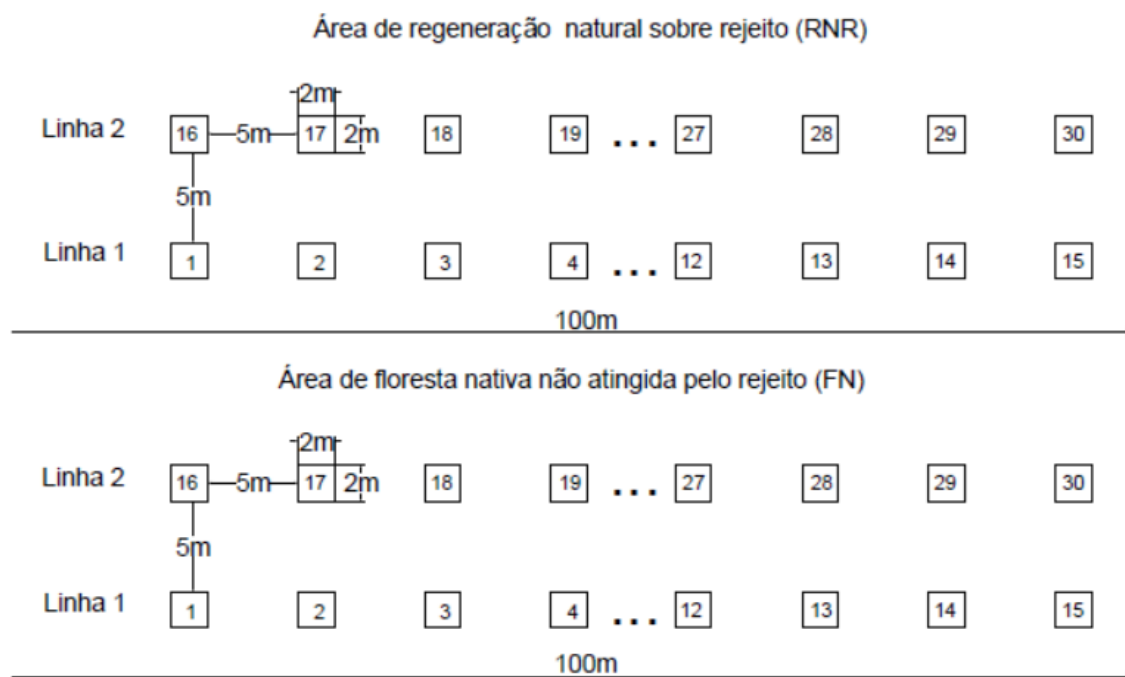 Área de regeneração natural sobre rejeito (RNR)
2m
Linha 2 16 5m 17 2m 18 19 ... 27 28 29 30
5m
Linha 1 1 2 3 4 ... 12 13 14 15
100m
Área de floresta nativa não atingida pelo rejeito (FN)
2m
Linha 2 16 5m 17 2m 18 19 ... 27 28 29 30
5m
Linha 1 1 2 3 4 ... 12 13 14 15
100m